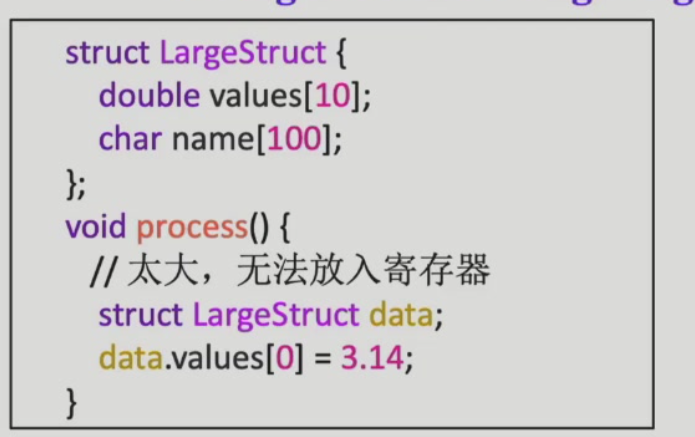 struct LargeStruct {
double values[10];
char name[100];
};
void process() {
// 太大，无法放入寄存器
struct LargeStruct data;
data.values[0] = 3.14;
}